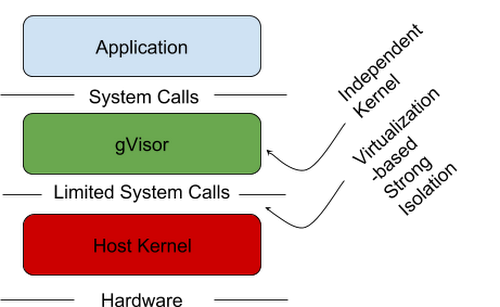 Application
System Calls
gVisor
Limited System Calls
Host Kernel
Hardware
Independent
Kernel
Virtualization
-based
Strong
Isolation